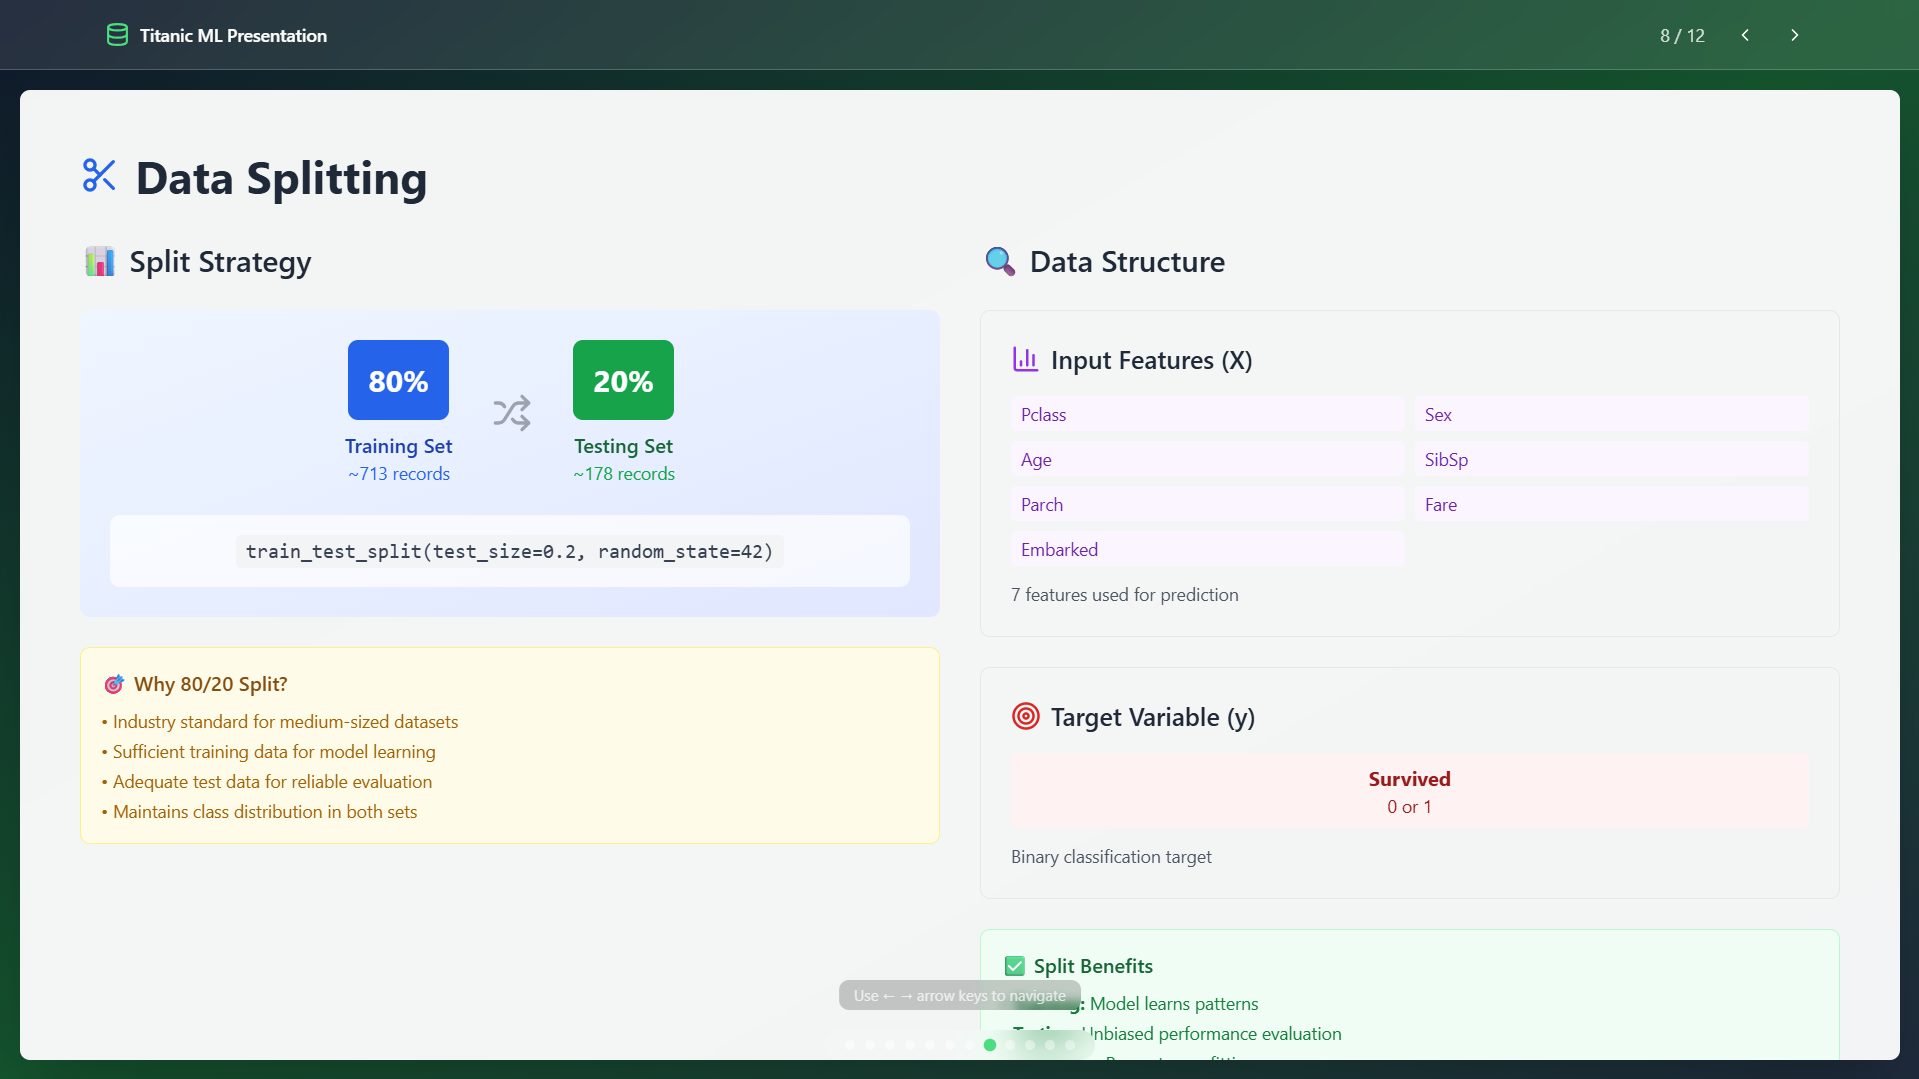 Titanic ML Presentation
8 / 12
Data Splitting
Split Strategy
80%
20%
Training Set
Testing Set
~713 records
~178 records
train_test_split(test_size=0.2, random_state=42)
Why 80/20 Split?
• Industry standard for medium-sized datasets
• Sufficient training data for model learning
• Adequate test data for reliable evaluation
• Maintains class distribution in both sets
Data Structure
Input Features (X)
Pclass
Sex
Age
SibSp
Parch
Fare
Embarked
7 features used for prediction
Target Variable (y)
Survived
0 or 1
Binary classification target
Split Benefits
Model learns patterns
Unbiased performance evaluation
Use ← → arrow keys to navigate